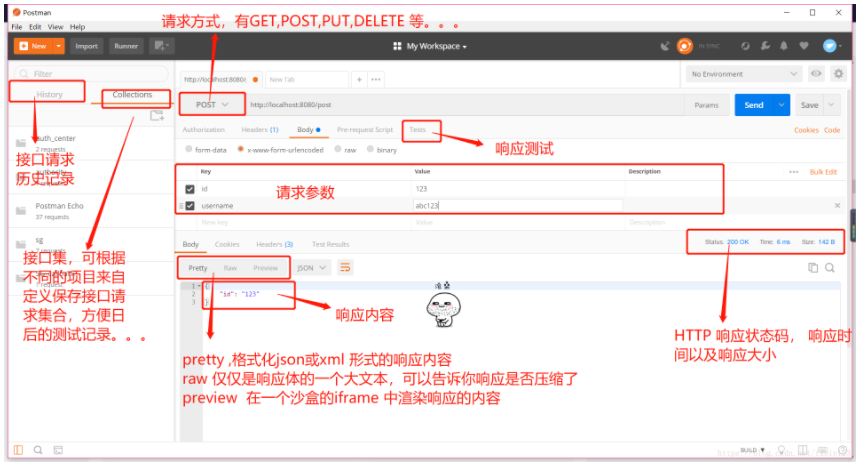 Postman
File Edit View Help
请求方式，有GET,POST,PUT,DELETE 等。。。
New
Import
Runner
My Workspace
IN SYNC
Filter
History
Collections
http://localhost:8080/
New Tab
No Environment
POST
http://localhost:8080/post
Params
Send
Save
Authorization
Headers (1)
Body
Pre-request Script
Tests
Cookies
Code
响应测试
form-data
x-www-form-urlencoded
raw
binary
auth_center
2 requests
接口请求
历史记录
Key
Value
Description
Bulk Edit
id
123
请求参数
username
abc123
New key
Value
Description
Postman Echo
37 requests
Body
Cookies
Headers (3)
Test Results
Status: 200 OK
Time: 6 ms
Size: 142 B
Pretty
Raw
Preview
JSON
接口集，可根据
不同的项目来自
定义保存接口请
求集合，方便日
后的测试记录。。。
1 {
2 "id": "123"
3 }
响应内容
HTTP 响应状态码， 响应时
间以及响应大小
pretty ,格式化json或xml 形式的响应内容
raw 仅仅是响应体的一个大文本，可以告诉你响应是否压缩了
preview 在一个沙盒的iframe 中渲染响应的内容
BUILD